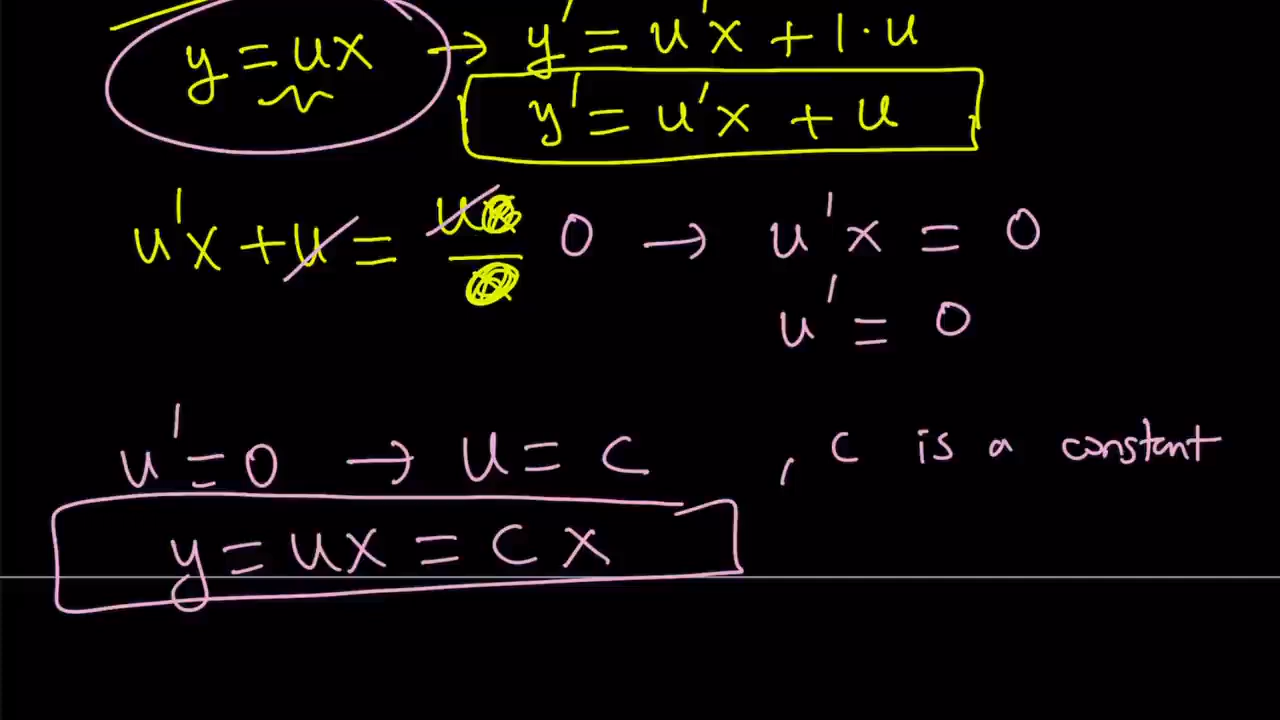 y = ux → y' = u'x + 1·u
y' = u'x + u
u'x + u = u 0 → u'x = 0
u' = 0
u' = 0 → u = c , c is a constant
y = ux = cx